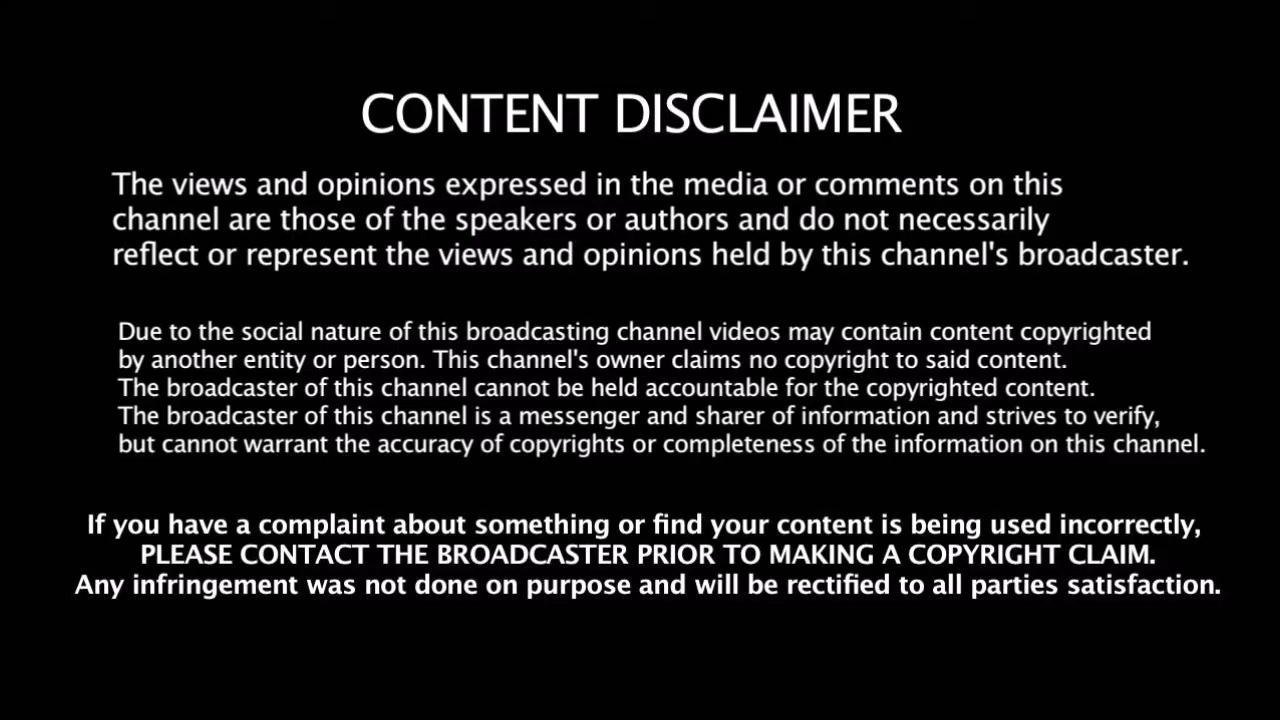 CONTENT DISCLAIMER
The views and opinions expressed in the media or comments on this
channel are those of the speakers or authors and do not necessarily
reflect or represent the views and opinions held by this channel's broadcaster.
Due to the social nature of this broadcasting channel videos may contain content copyrighted
by another entity or person. This channel's owner claims no copyright to said content.
The broadcaster of this channel cannot be held accountable for the copyrighted content.
The broadcaster of this channel is a messenger and sharer of information and strives to verify,
but cannot warrant the accuracy of copyrights or completeness of the information on this channel.
If you have a complaint about something or find your content is being used incorrectly,
PLEASE CONTACT THE BROADCASTER PRIOR TO MAKING A COPYRIGHT CLAIM.
Any infringement was not done on purpose and will be rectified to all parties satisfaction.